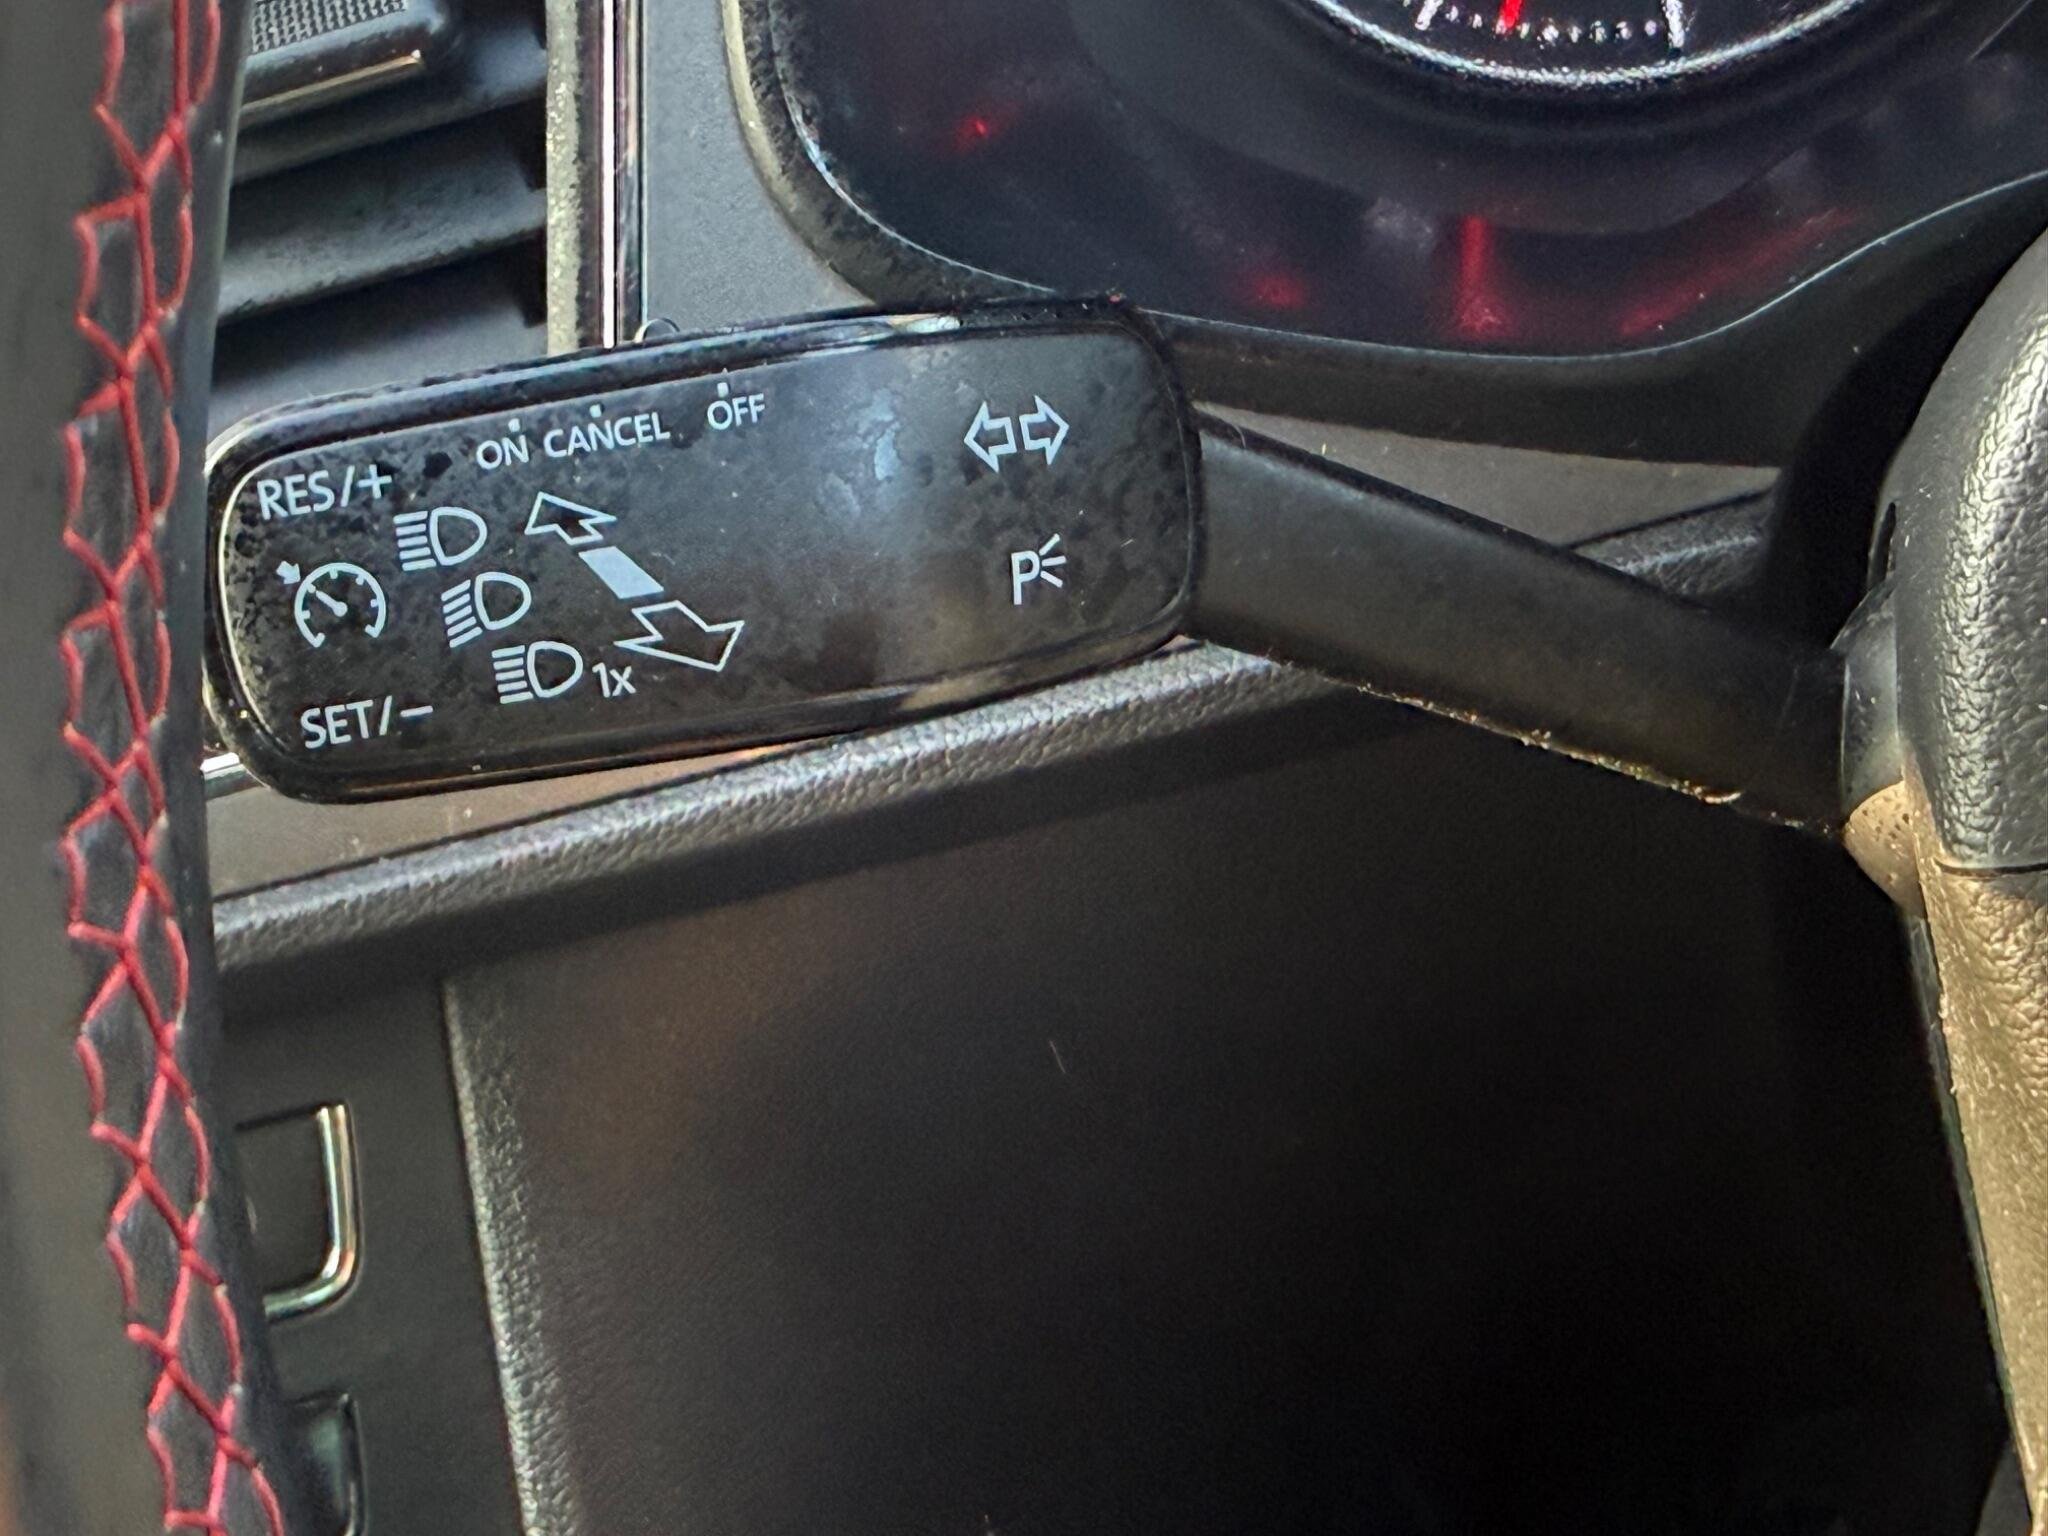 ON CANCEL OFF
RES/+
1x
SET/-
P